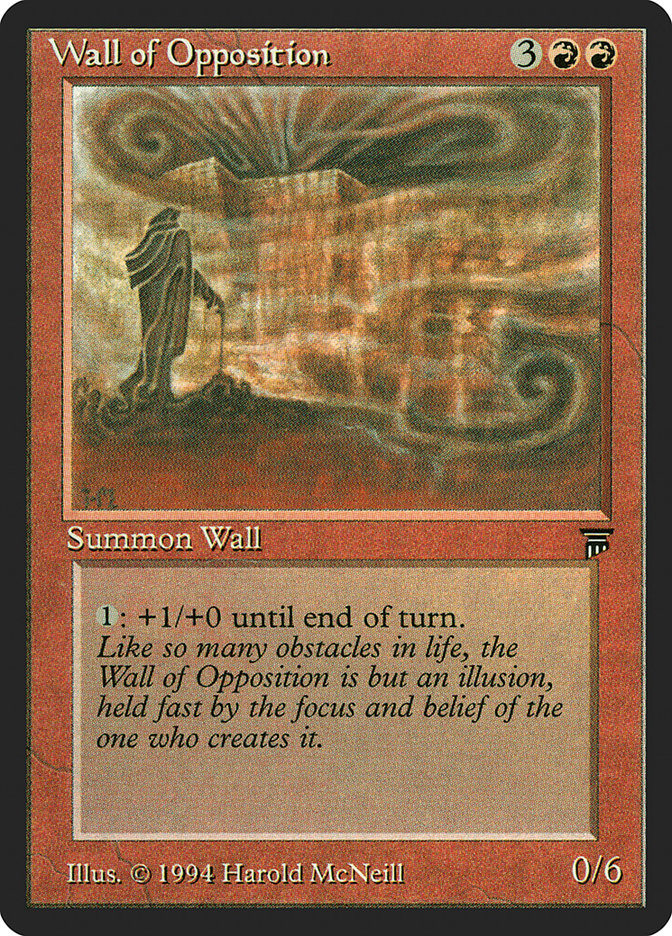 Wall of Opposition 3
Summon Wall
1: +1/+0 until end of turn.
Like so many obstacles in life, the
Wall of Opposition is but an illusion,
held fast by the focus and belief of the
one who creates it.
Illus. © 1994 Harold McNeill 0/6